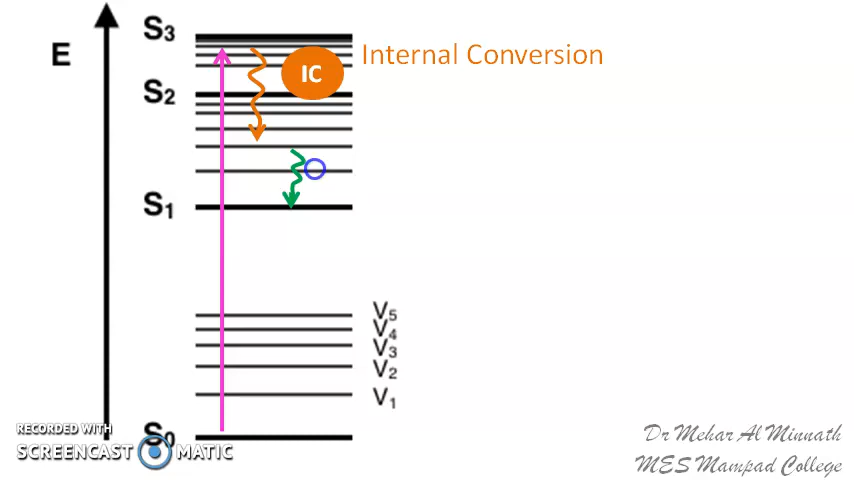 S3
E
Internal Conversion
IC
S2
S1
V5
V4
V3
V2
V1
S0
RECORDED WITH
SCREENCAST MATIC
Dr Mehar Al Minnath
MES Mampad College